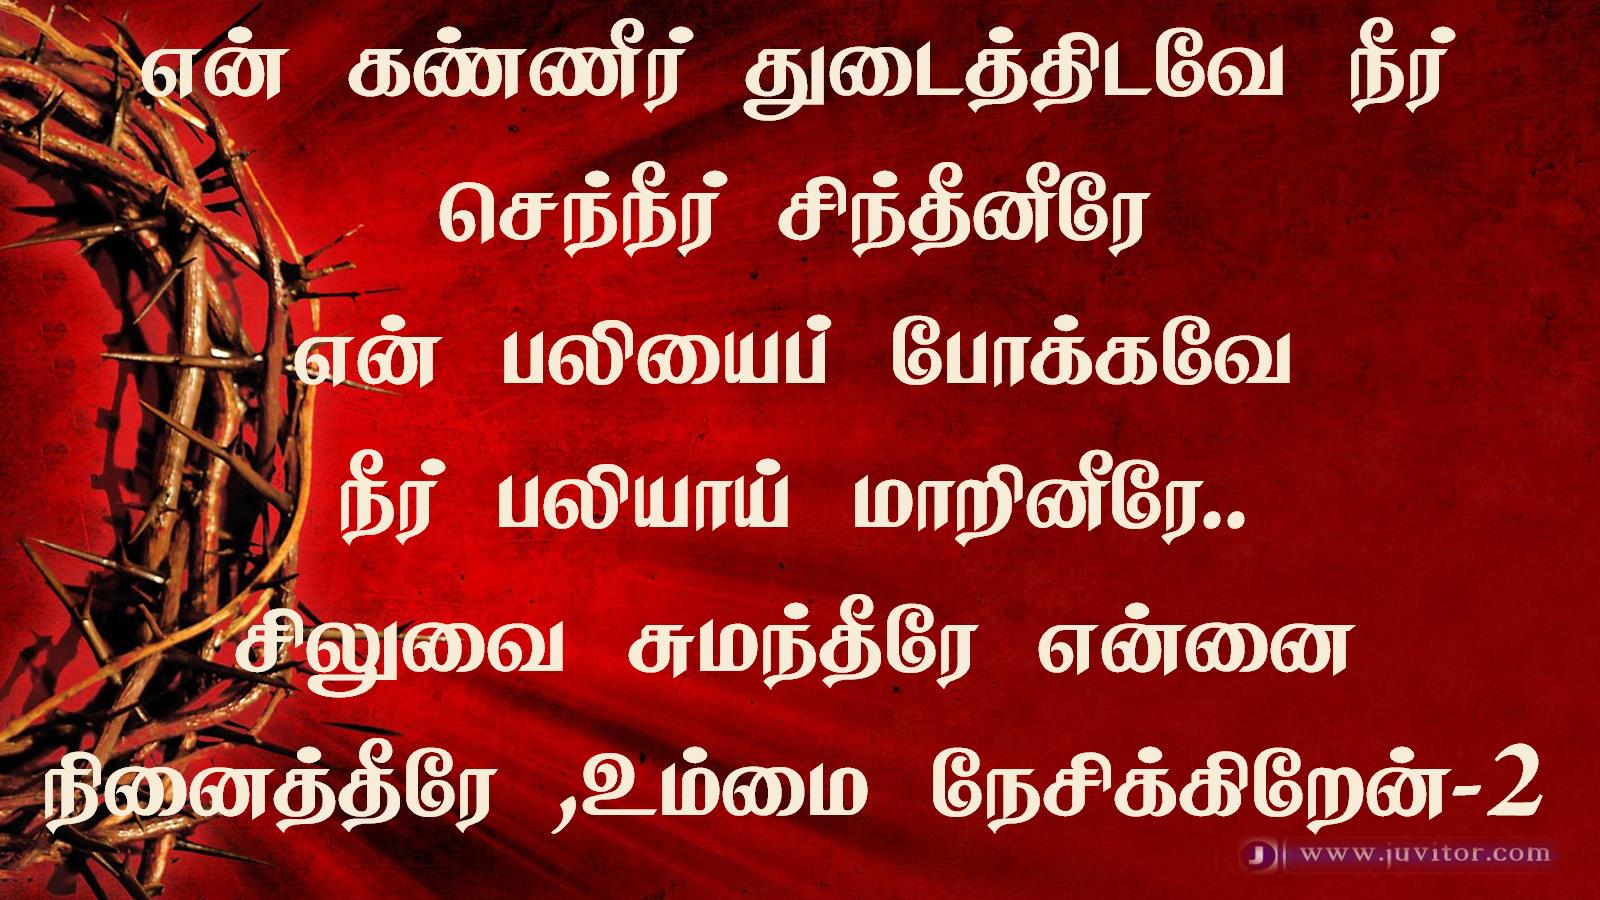 என் கண்ணீர் துடைத்திடவே நீர்
செந்நீர் சிந்தீனீரே
என் பலியைப் போக்கவே
நீர் பலியாய் மாறினீரே..
சிலுவை சுமந்தீரே என்னை
நினைத்தீரே ,உம்மை நேசிக்கிறேன்-2
J www.juvitor.com